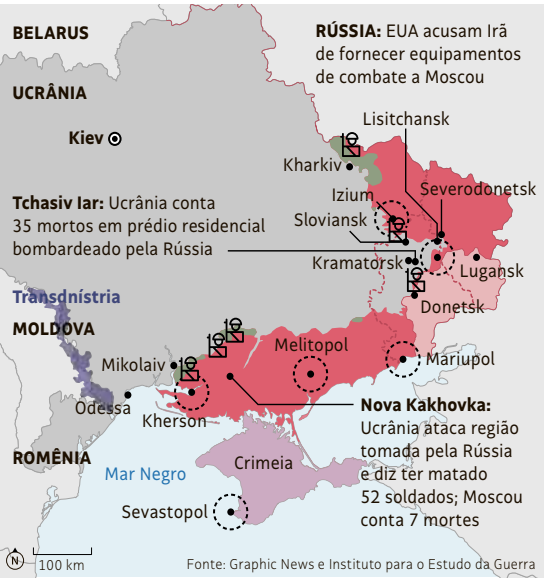 BELARUS
RÚSSIA: EUA acusam Irã
de fornecer equipamentos
de combate a Moscou
UCRÂNIA
Lisitchansk
Kiev
Kharkiv
Izium
Severodonetsk
Tchasiv Iar: Ucrânia conta
35 mortos em prédio residencial
bombardeado pela Rússia
Sloviansk
Kramatorsk
Lugansk
Transdnístria
Donetsk
MOLDOVA
Melitopol
Mikolaiv
Mariupol
Odessa
Kherson
Nova Kakhovka:
Ucrânia ataca região
tomada pela Rússia
e diz ter matado
52 soldados; Moscou
conta 7 mortes
ROMÊNIA
Crimeia
Mar Negro
Sevastopol
N
100 km
Fonte: Graphic News e Instituto para o Estudo da Guerra